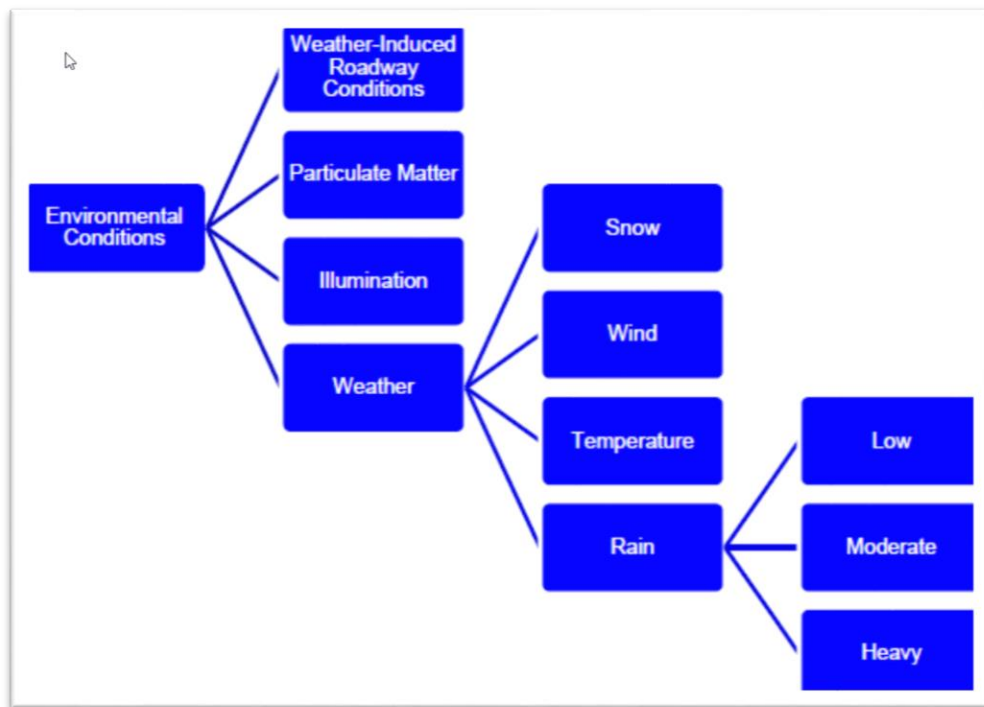 Weather-Induced
Roadway
Conditions
Particulate Matter
Environmental
Conditions
Illumination
Weather
Snow
Wind
Temperature
Rain
Low
Moderate
Heavy